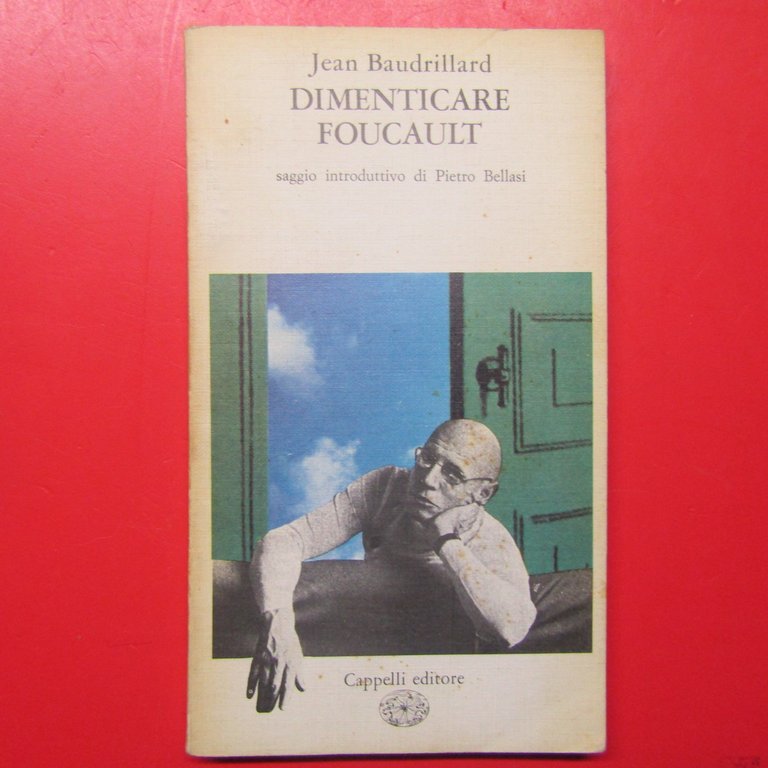 Jean Baudrillard
DIMENTICARE
FOUCAULT
saggio introduttivo di Pietro Bellasi
Cappelli editore